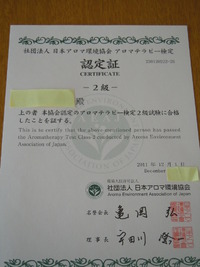 社団法人 日本アロマ環境協会 アロマテラピー検定
認定証
CERTIFICATE
－2級－
殿
上の者 本協会認定のアロマテラピー検定2級試験に合格
したことを証する。
This is to certify that the above-mentioned person has passed
the Aromatherapy Test Class2 conducted by Aroma Environment
Association of Japan.
2011年12月1日
December
社団法人 日本アロマ環境協会
Aroma Environment Association of Japan
名誉会長 亀岡 弘
理事長